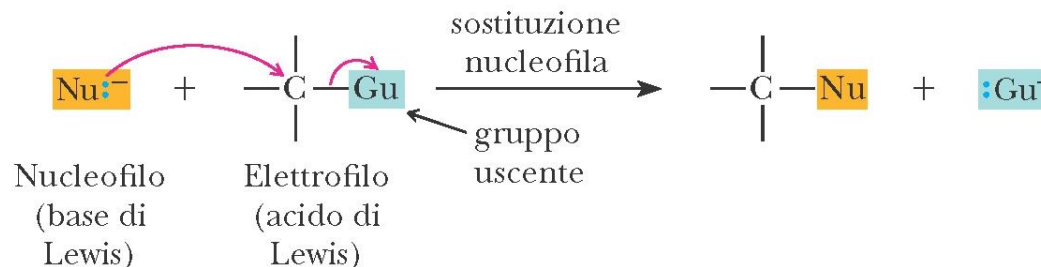 sostituzione
nucleofila
Nu:⁻ + C Gu C Nu + :Gu⁻
gruppo
uscente
Nucleofilo
(base di
Lewis)
Elettrofilo
(acido di
Lewis)